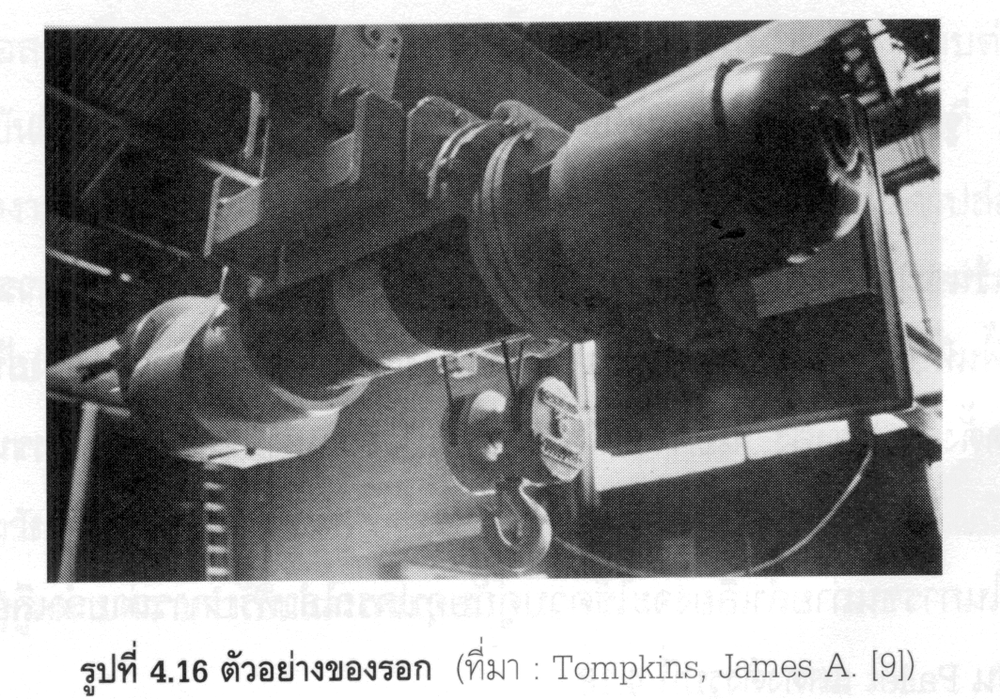 รูปที่ 4.16 ตัวอย่างของรอก (ที่มา : Tompkins, James A. [9])